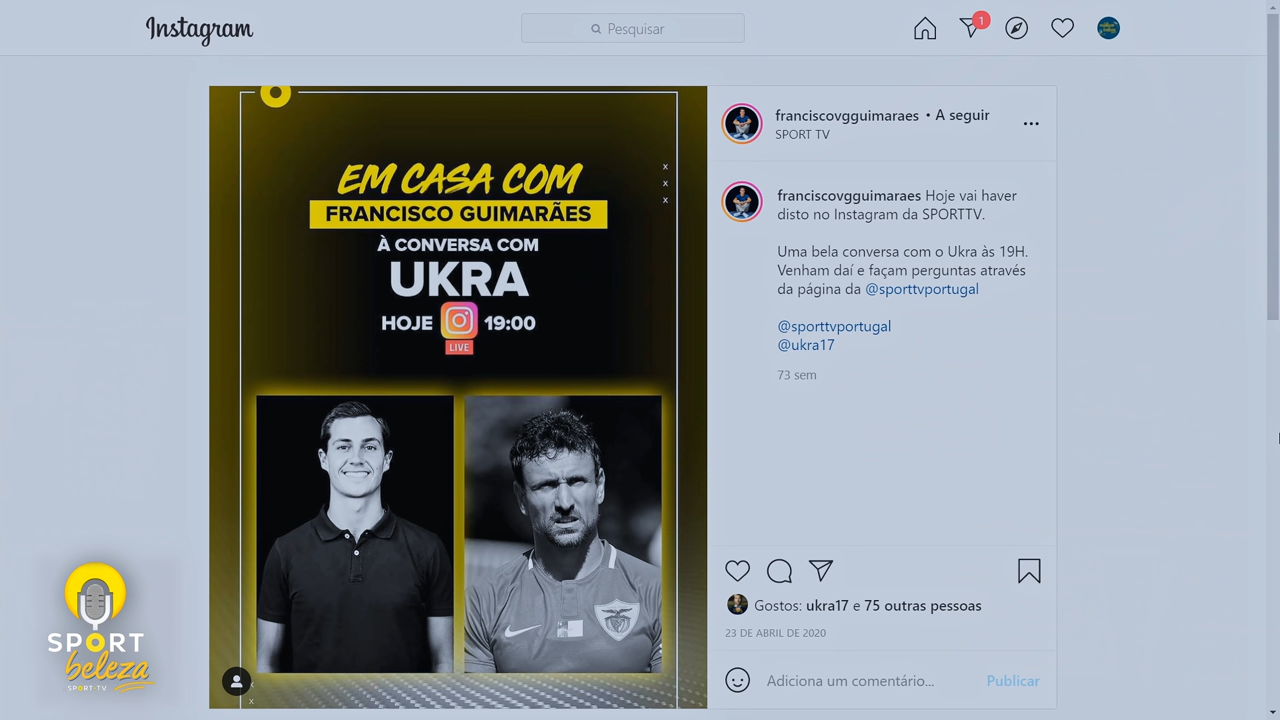 Instagram
Pesquisar
1
EM CASA COM
FRANCISCO GUIMARÃES
À CONVERSA COM
UKRA
HOJE 19:00
LIVE
x
x
x
x
x
franciscovgguimaraes • A seguir
SPORT TV
franciscovgguimaraes Hoje vai haver
disto no Instagram da SPORTTV.
Uma bela conversa com o Ukra às 19H.
Venham daí e façam perguntas através
da página da @sporttvportugal
@sporttvportugal
@ukra17
73 sem
Gostos: ukra17 e 75 outras pessoas
23 DE ABRIL DE 2020
Adiciona um comentário... Publicar
SPORT
beleza
SPORT•TV